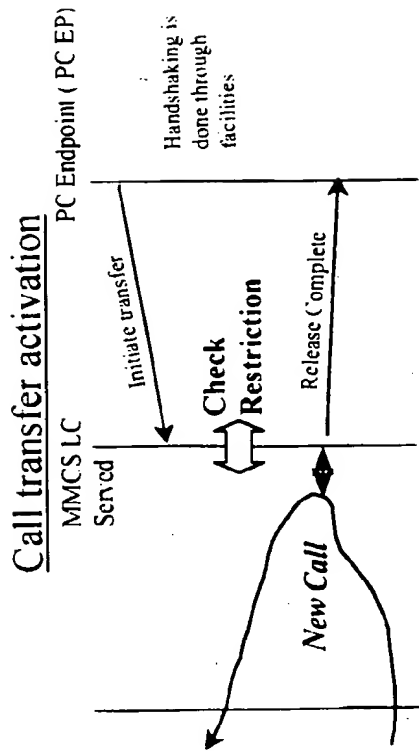 Call transfer activation
MMCS LC
Served
PC Endpoint ( PC EP)
Initiate transfer
Handshaking is
done through
facilities
Check
Restriction
New Call
Release Complete